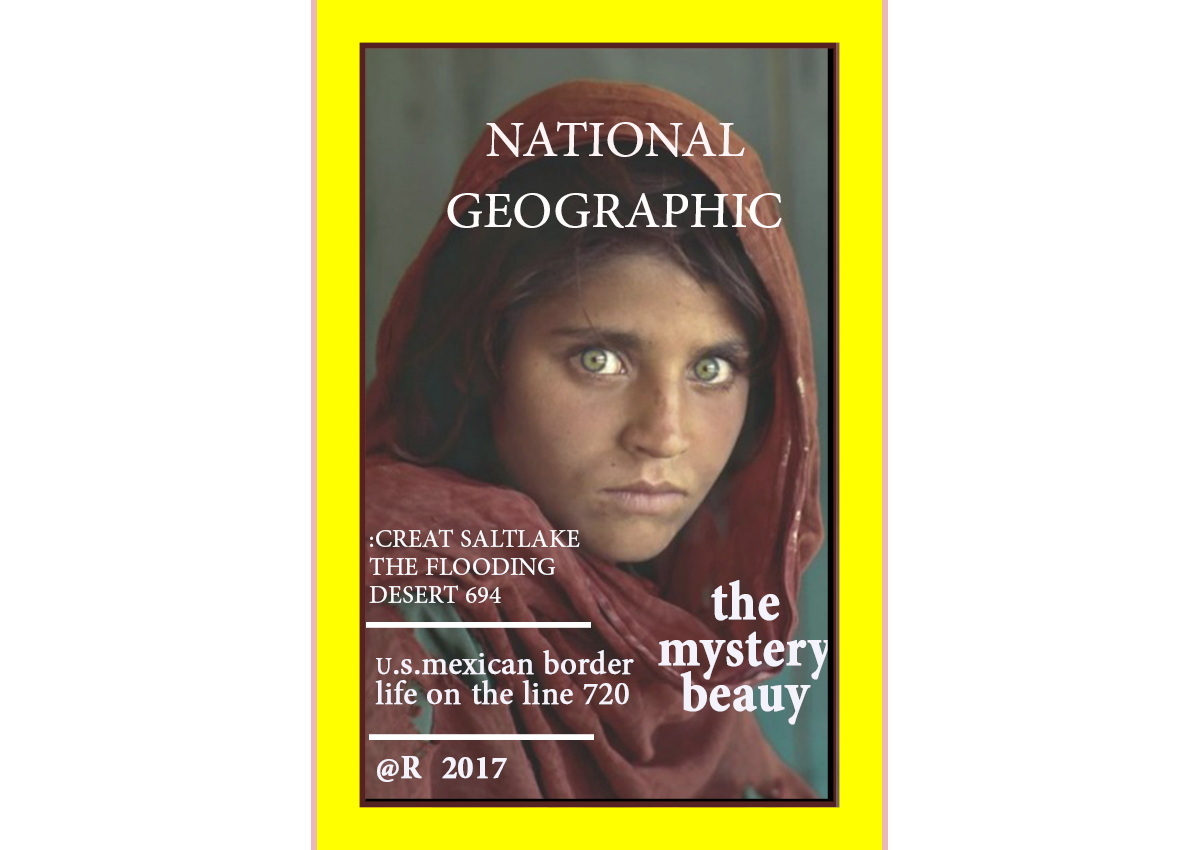 NATIONAL
GEOGRAPHIC
:CREAT SALTLAKE
THE FLOODING
DESERT 694
U.s.mexican border
life on the line 720
@R 2017
the
mystery
beauy